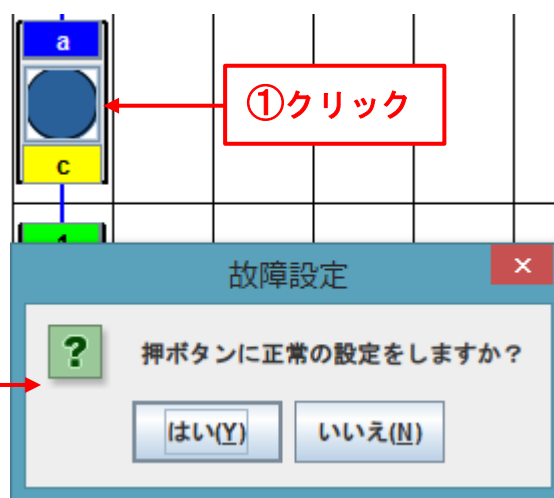 a
①クリック
c
故障設定
押ボタンに正常の設定をしますか？
はい(Y)
いいえ(N)